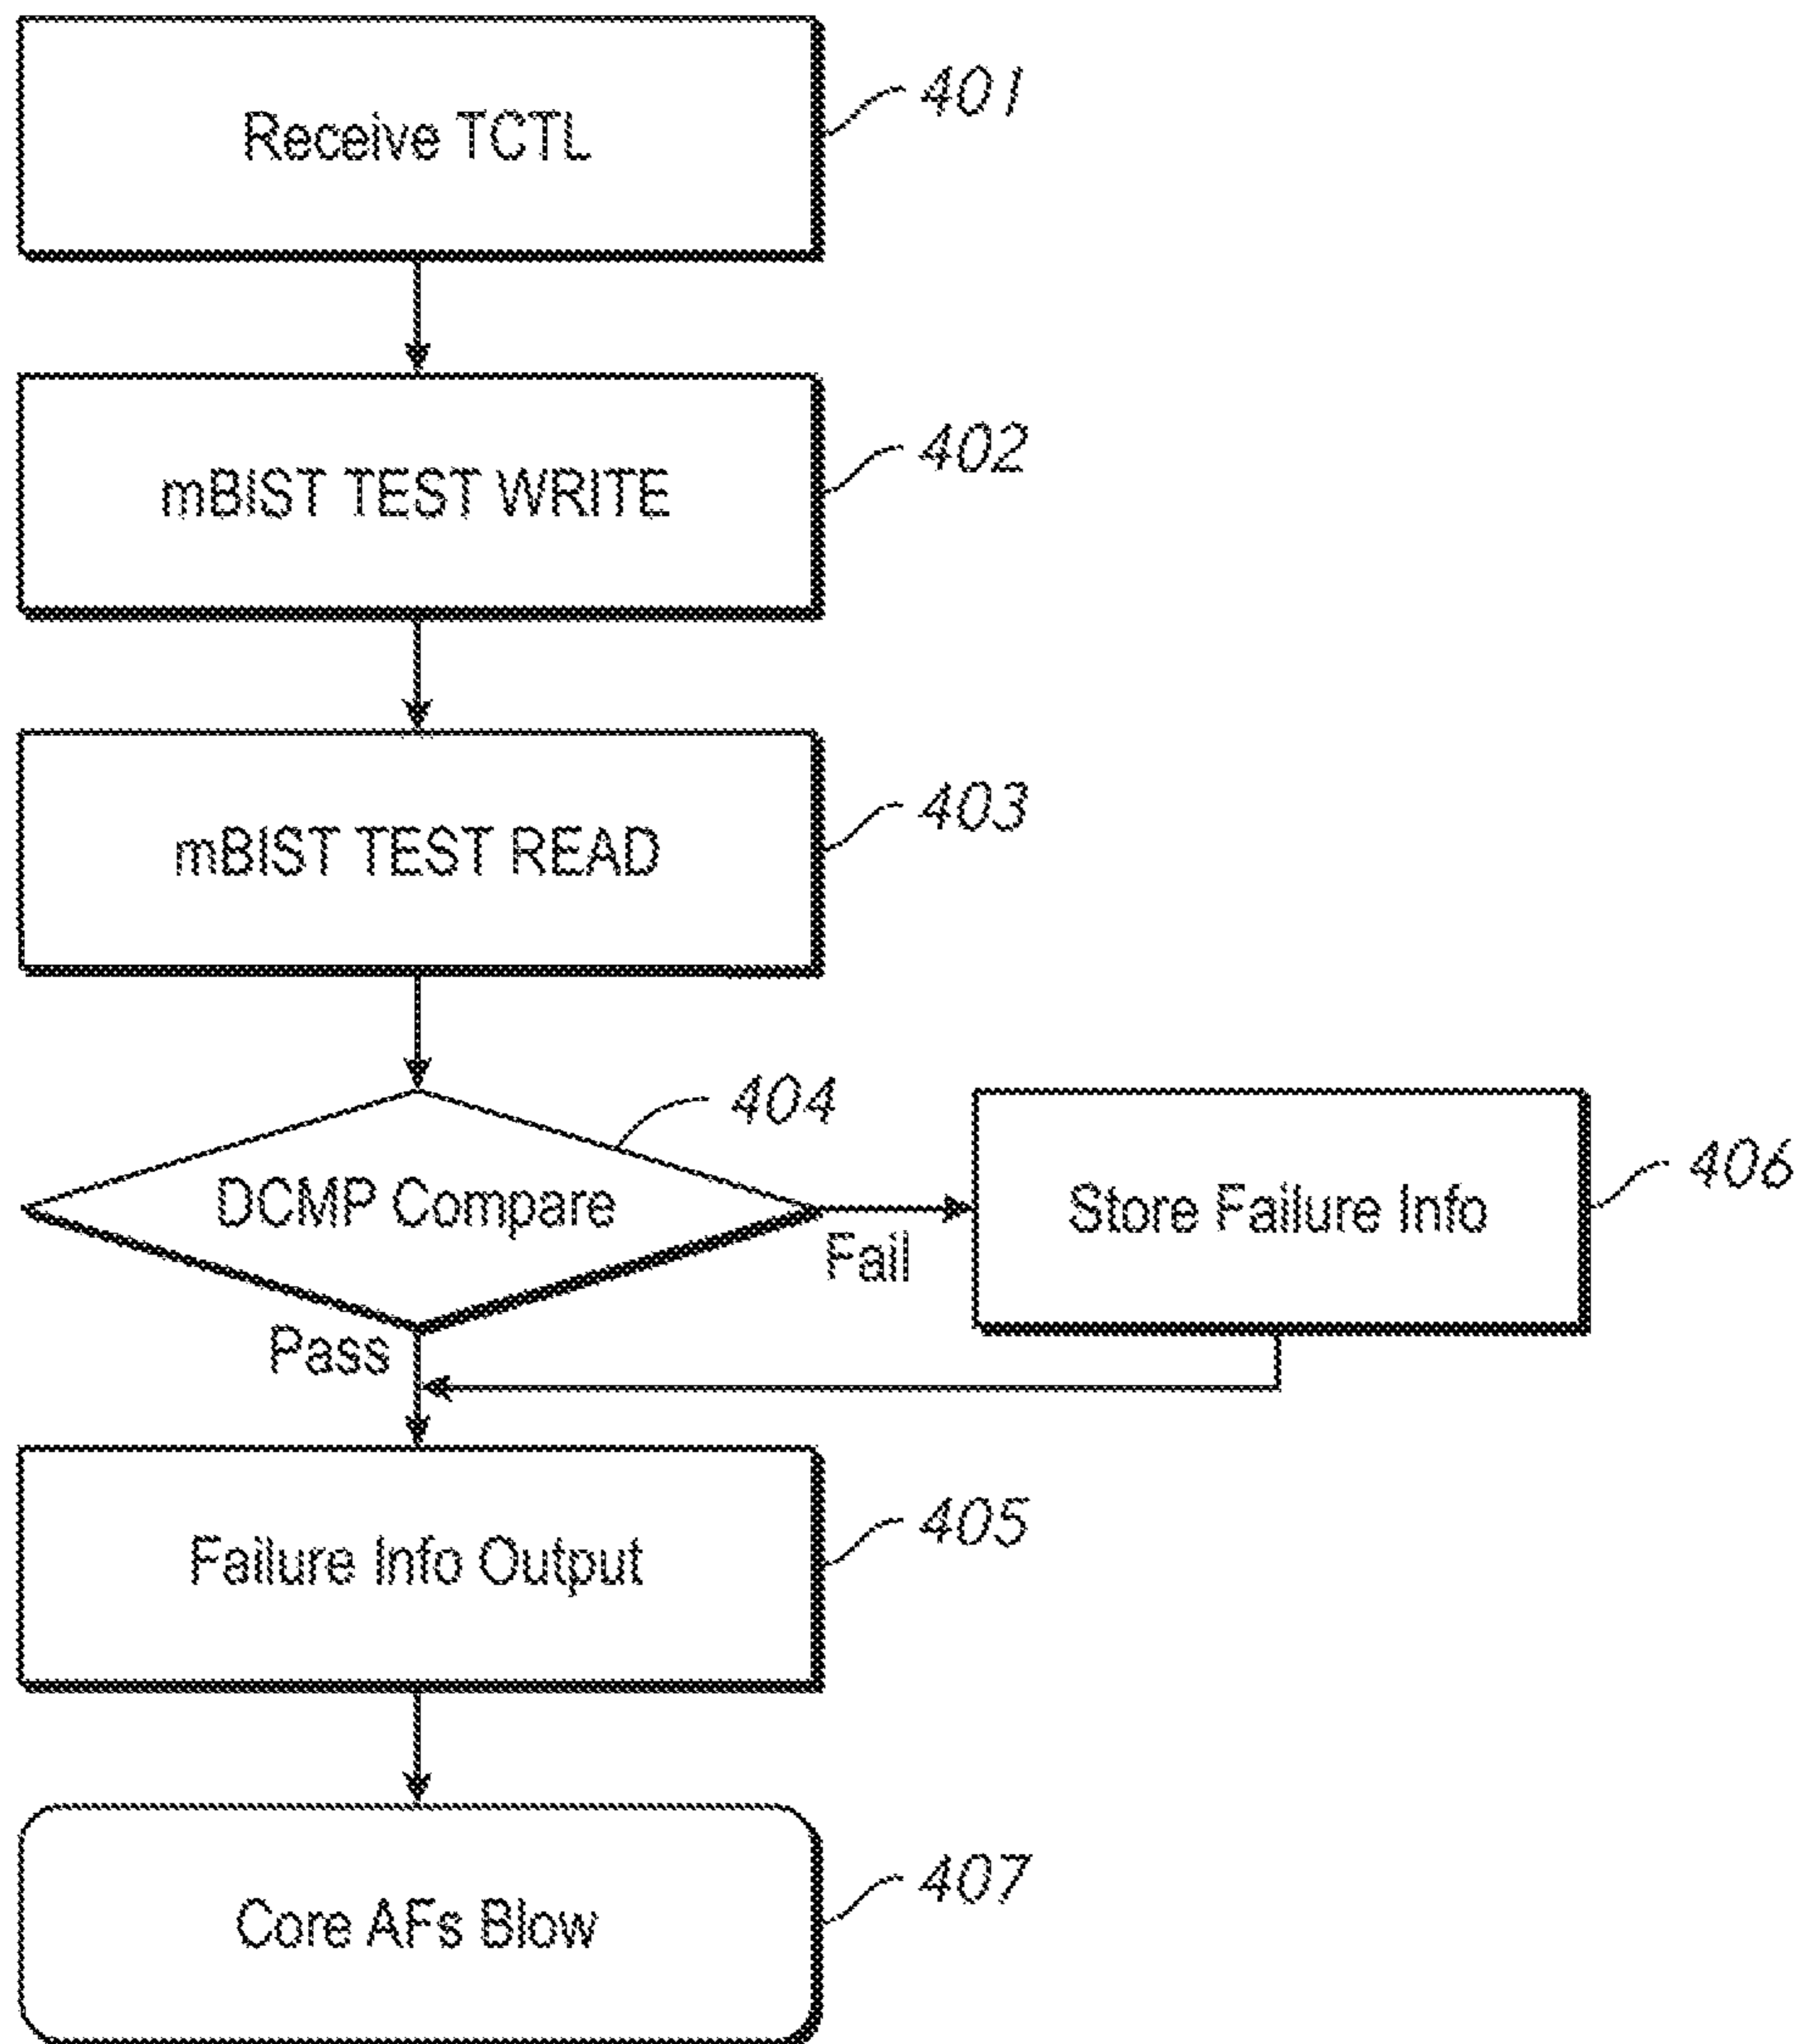 Receive TCTL
401
mBIST TEST WRITE
402
mBIST TEST READ
403
DCMP Compare
404
Fail
Store Failure Info
406
Pass
Failure Info Output
405
Core AFs Blow
407